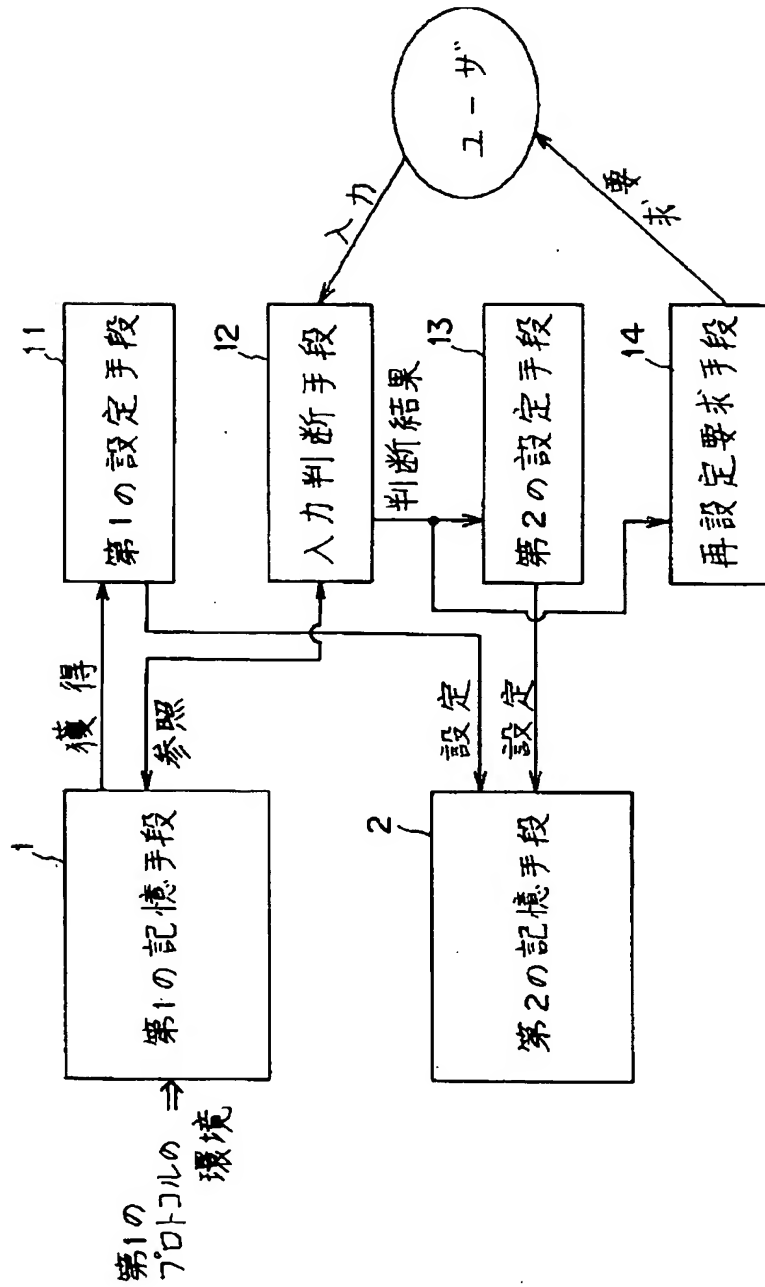 第1の
プロトコルの
環境
1
第1の記憶手段
獲得
参照
11
第1の設定手段
12
入力判断手段
入力
ユーザ
判断結果
2
第2の記憶手段
設定
設定
13
第2の設定手段
14
再設定要求手段
要求